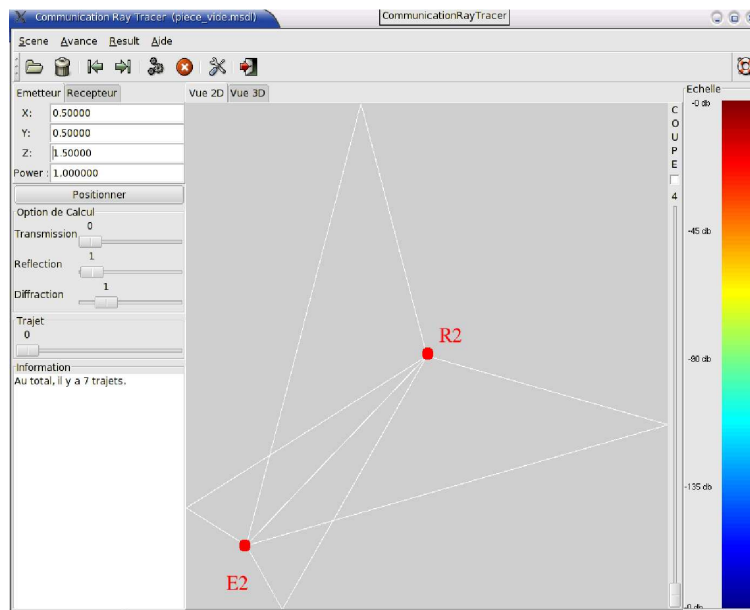 Communication Ray Tracer (piece_vide.msdl)
CommunicationRayTracer
Scene Avance Result Aide
Emetteur Recepteur
X: 0.50000
Y: 0.50000
Z: 1.50000
Power : 1.000000
Positionner
Option de Calcul
0
Transmission
1
Reflection
1
Diffraction
Trajet
0
Information
Au total, il y a 7 trajets.
Vue 2D Vue 3D
R2
E2
C
O
U
P
E
4
Echelle
-0 db
-45 db
-90 db
-135 db